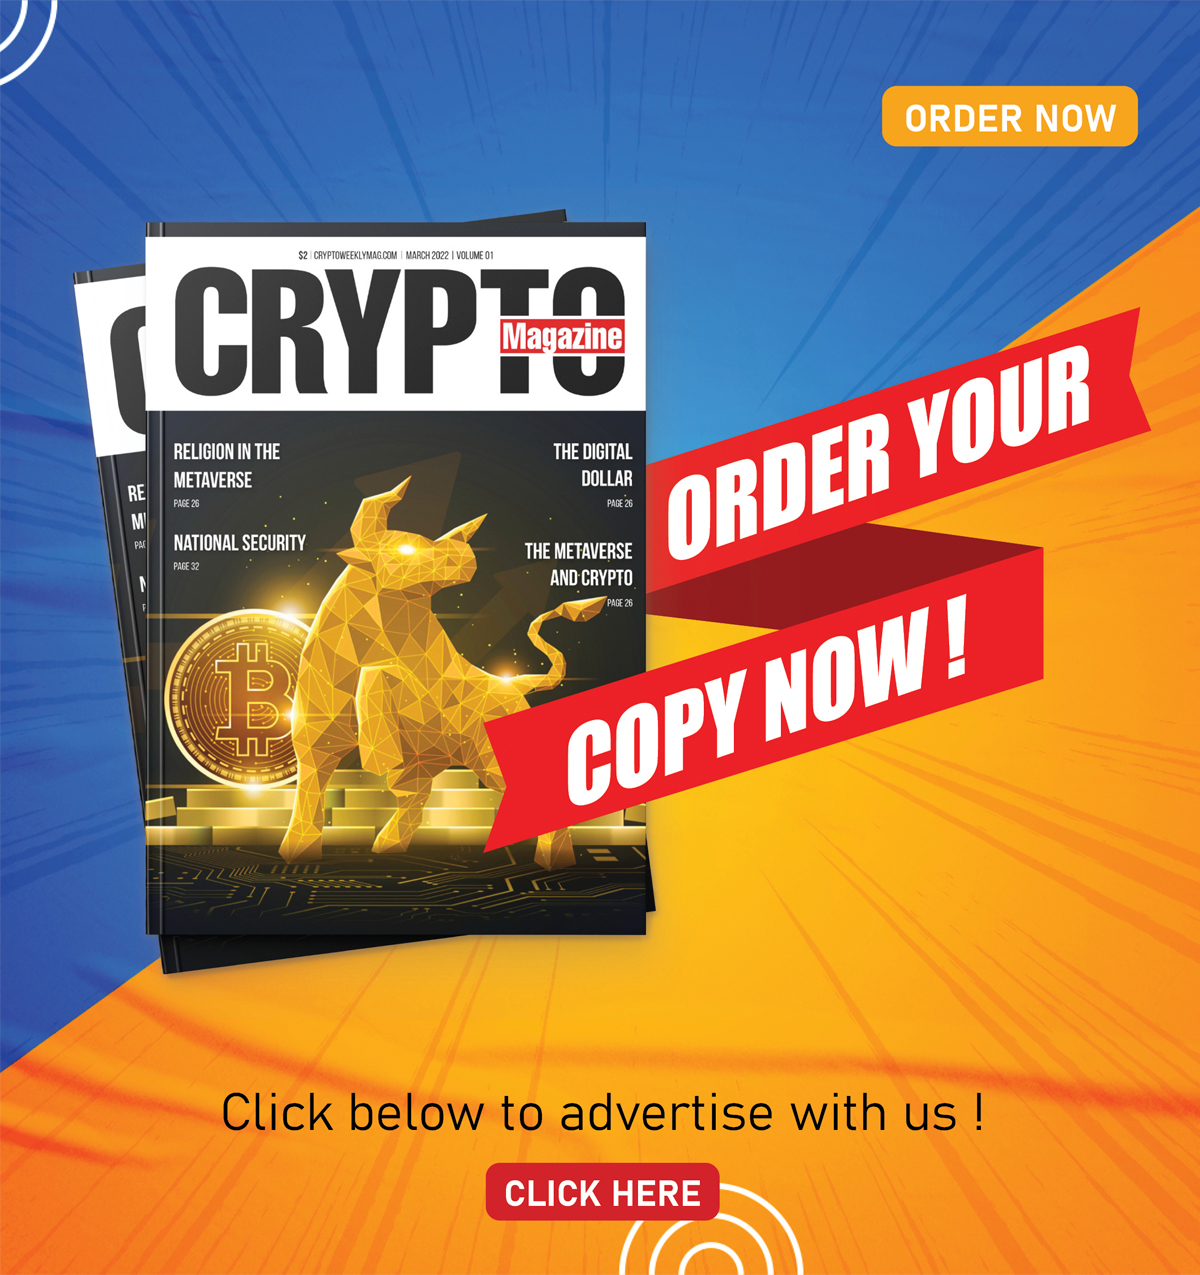 ORDER NOW
$2 | CRYPTOWEEKLYMAG.COM | MARCH 2022 | VOLUME 01
CRYPTO
Magazine
RELIGION IN THE
METAVERSE
PAGE 26
NATIONAL SECURITY
PAGE 32
THE DIGITAL
DOLLAR
PAGE 26
THE METAVERSE
AND CRYPTO
PAGE 26
ORDER YOUR
COPY NOW !
Click below to advertise with us !
CLICK HERE